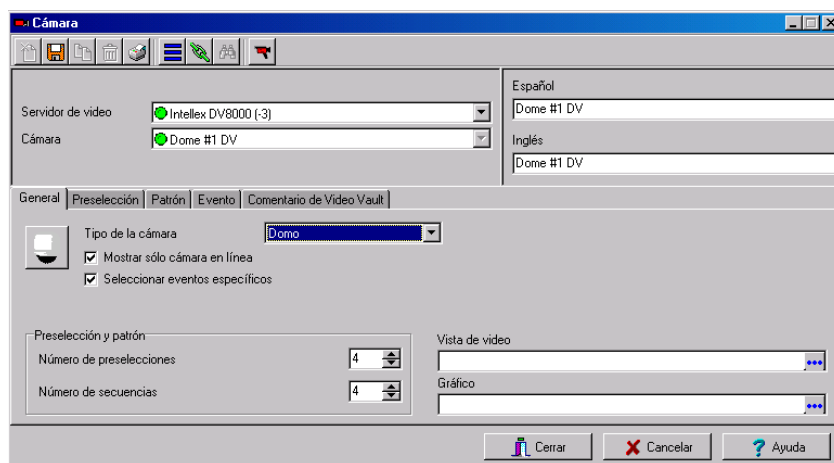 Cámara
Español
Servidor de video Intellex DV8000 (-3) Dome #1 DV
Cámara Dome #1 DV Inglés
Dome #1 DV
General Preselección Patrón Evento Comentario de Video Vault
Tipo de la cámara Domo
Mostrar sólo cámara en línea
Seleccionar eventos específicos
Preselección y patrón Vista de video
Número de preselecciones 4
Gráfico
Número de secuencias 4
Cerrar Cancelar Ayuda